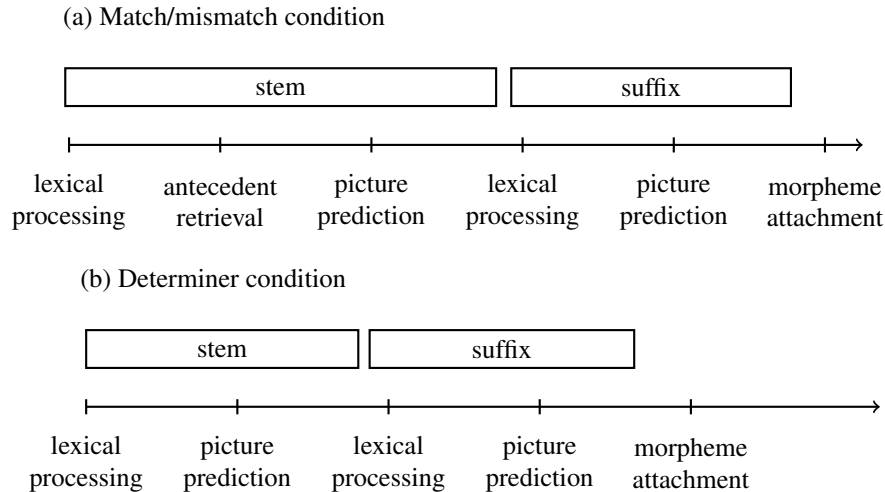 (a) Match/mismatch condition
stem suffix
lexical antecedent picture lexical picture morpheme
processing retrieval prediction processing prediction attachment
(b) Determiner condition
stem suffix
lexical picture lexical picture morpheme
processing prediction processing prediction attachment